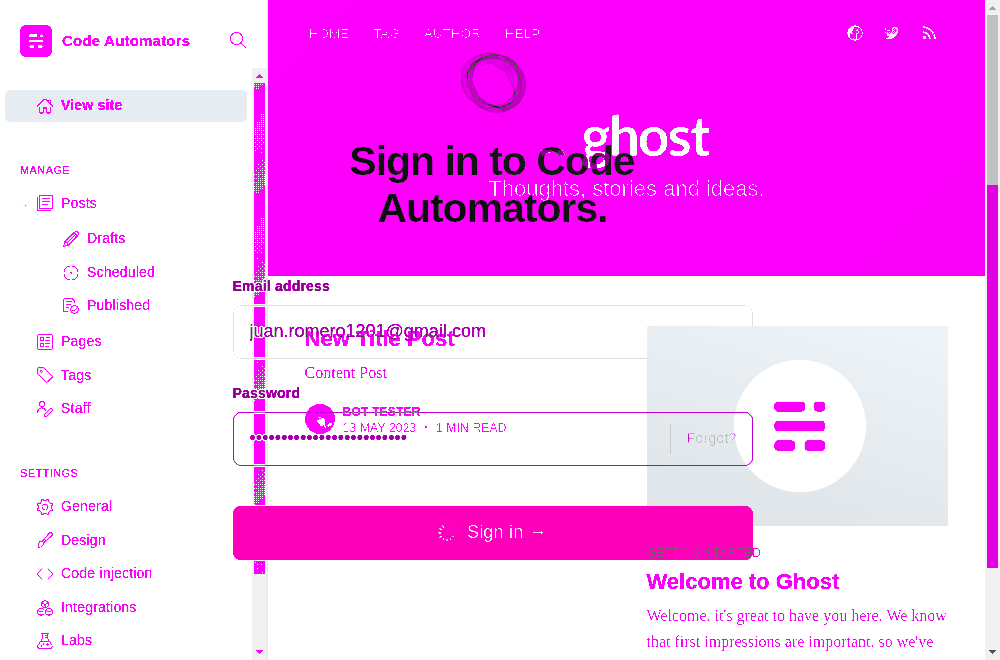 Code Automators
View site
MANAGE
Posts
Drafts
Scheduled
Published
Pages
Tags
Staff
SETTINGS
General
Design
Code injection
Integrations
Labs
HOME TAG AUTHOR HELP
ghost
Thoughts, stories and ideas.
Sign in to Code
Automators.
Email address
juan.romero1201@gmail.com
New Title Post
Content Post
Password
BOT TESTER
13 MAY 2023 • 1 MIN READ
Forgot?
Sign in →
GETTING STARTED
Welcome to Ghost
Welcome, it's great to have you here. We know
that first impressions are important, so we've